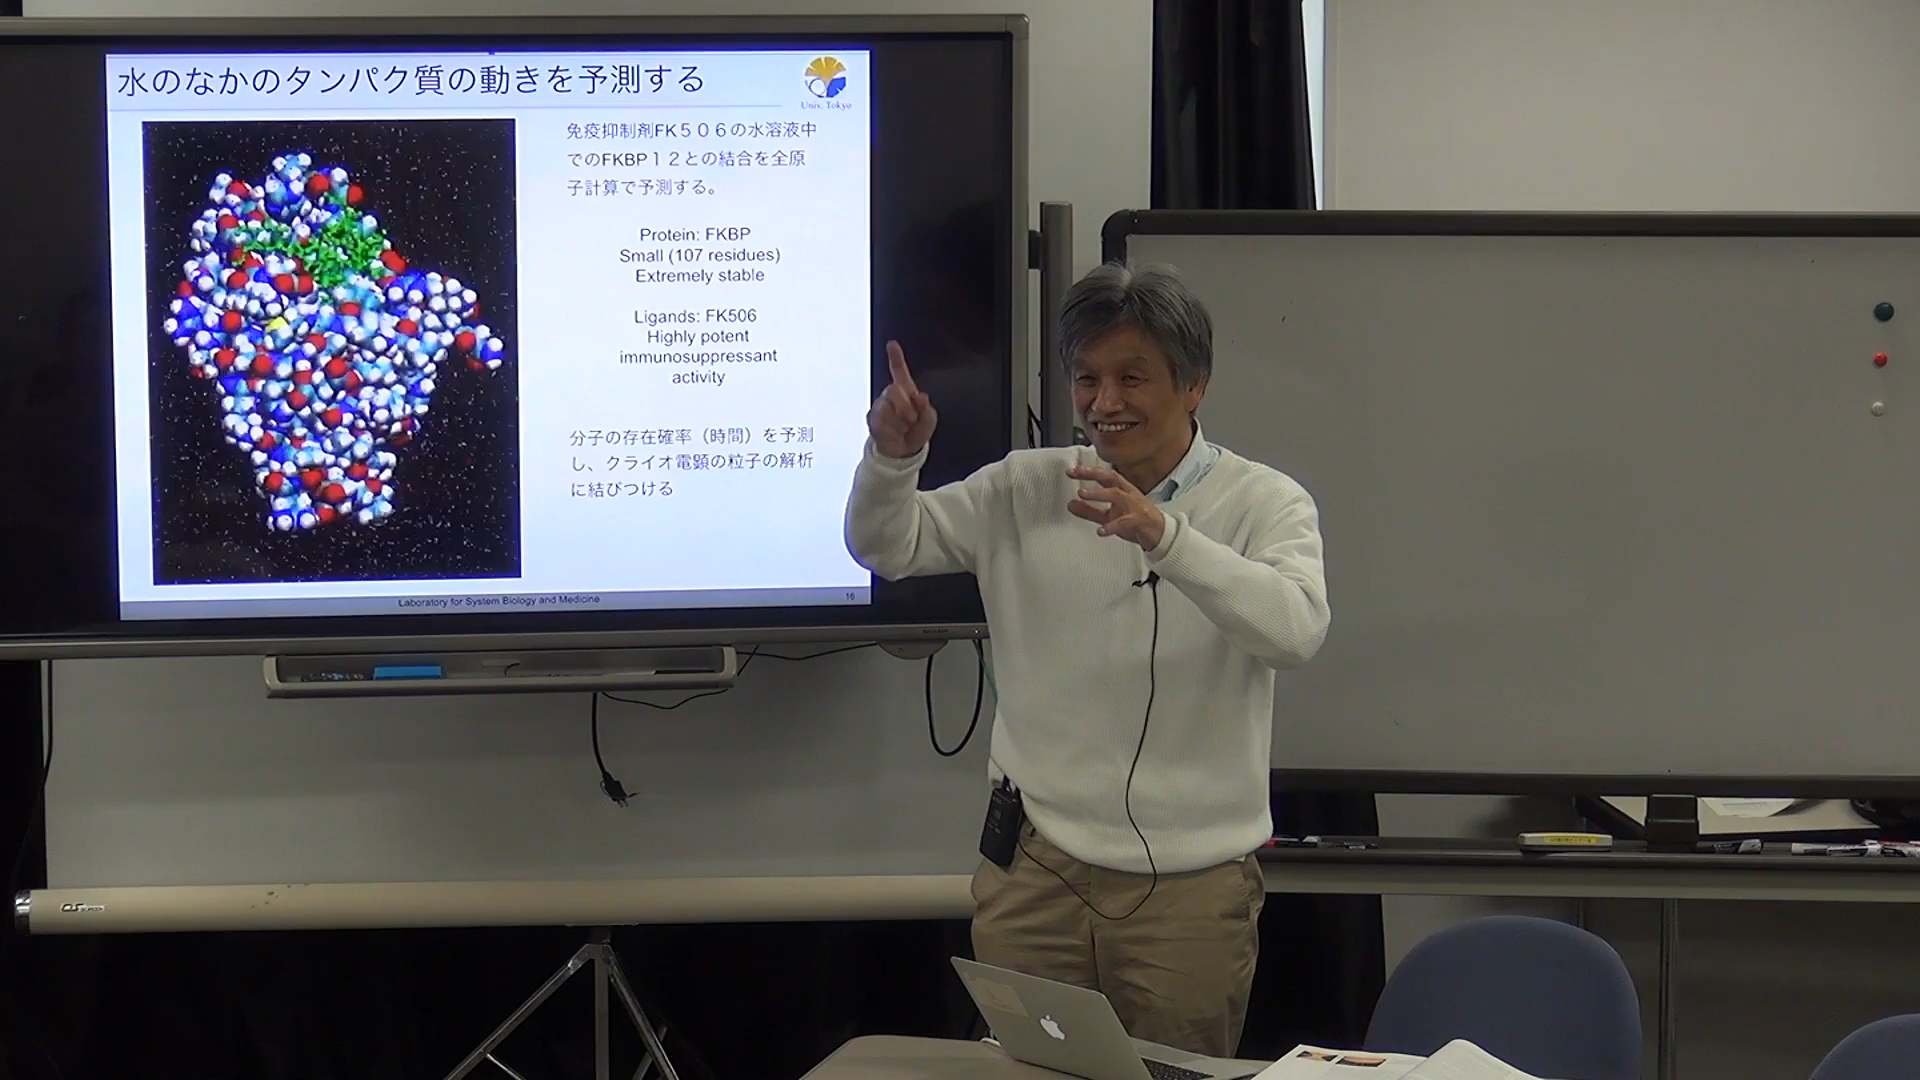 水のなかのタンパク質の動きを予測する
Univ. Tokyo
免疫抑制剤FK５０６の水溶液中
でのFKBP１２との結合を全原
子計算で予測する。
Protein: FKBP
Small (107 residues)
Extremely stable
Ligands: FK506
Highly potent
immunosuppressant
activity
分子の存在確率（時間）を予測
し、クライオ電顕の粒子の解析
に結びつける
Laboratory for System Biology and Medicine
16